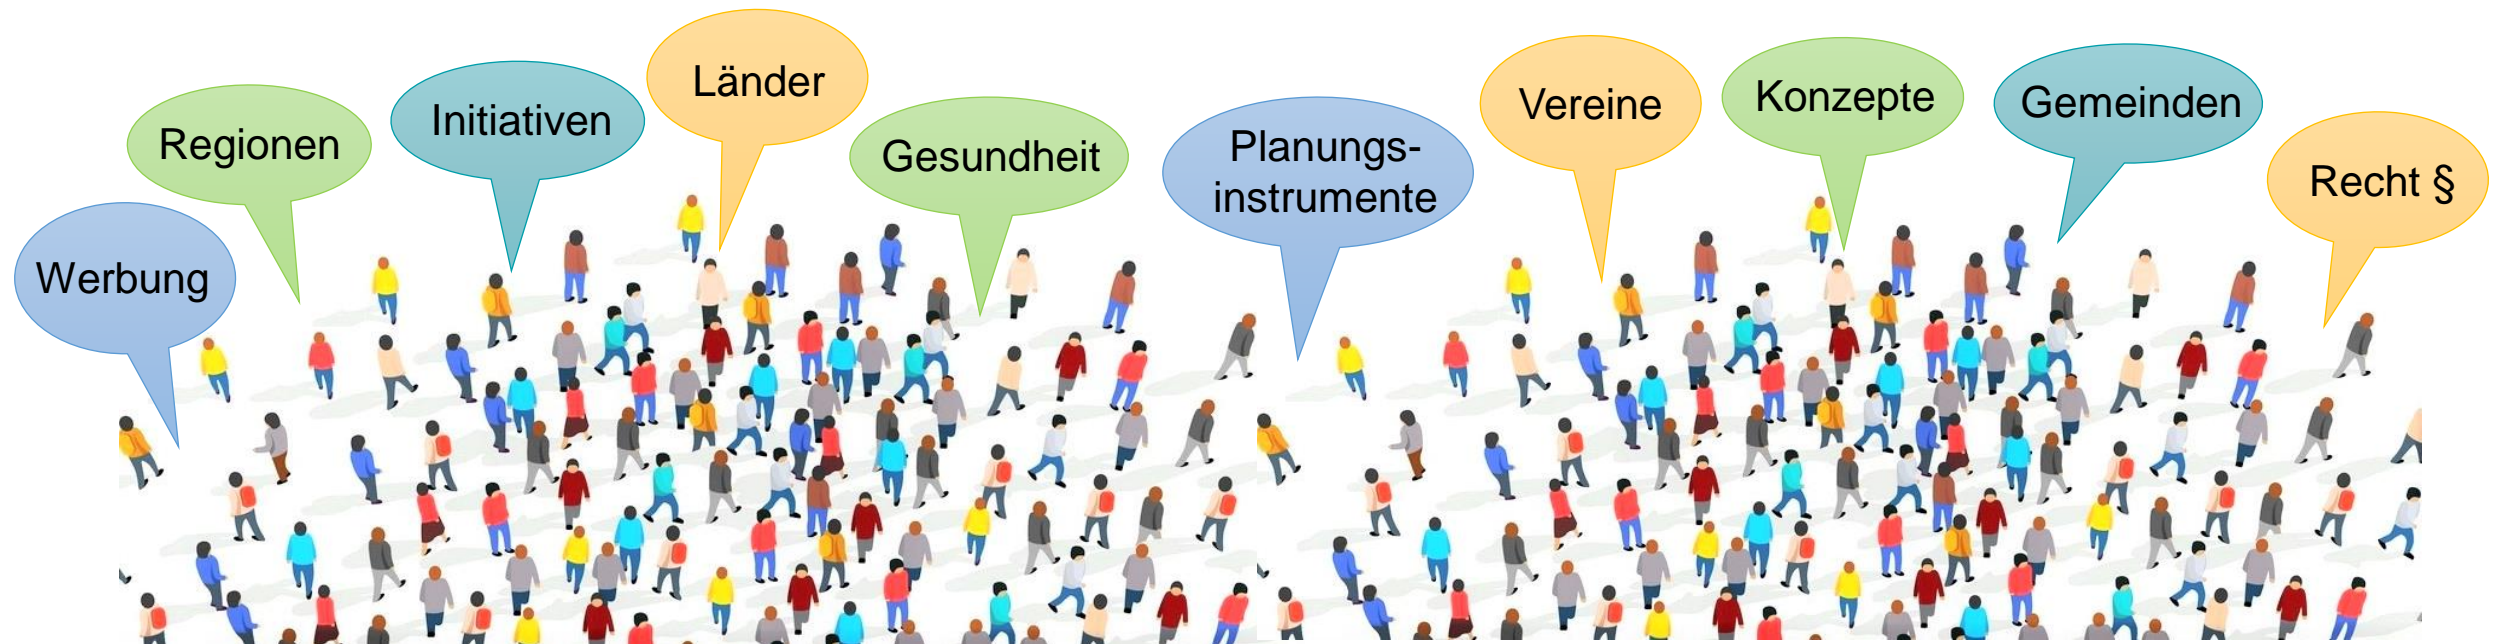 Werbung
Regionen
Initiativen
Länder
Gesundheit
Planungs-
instrumente
Vereine
Konzepte
Gemeinden
Recht §